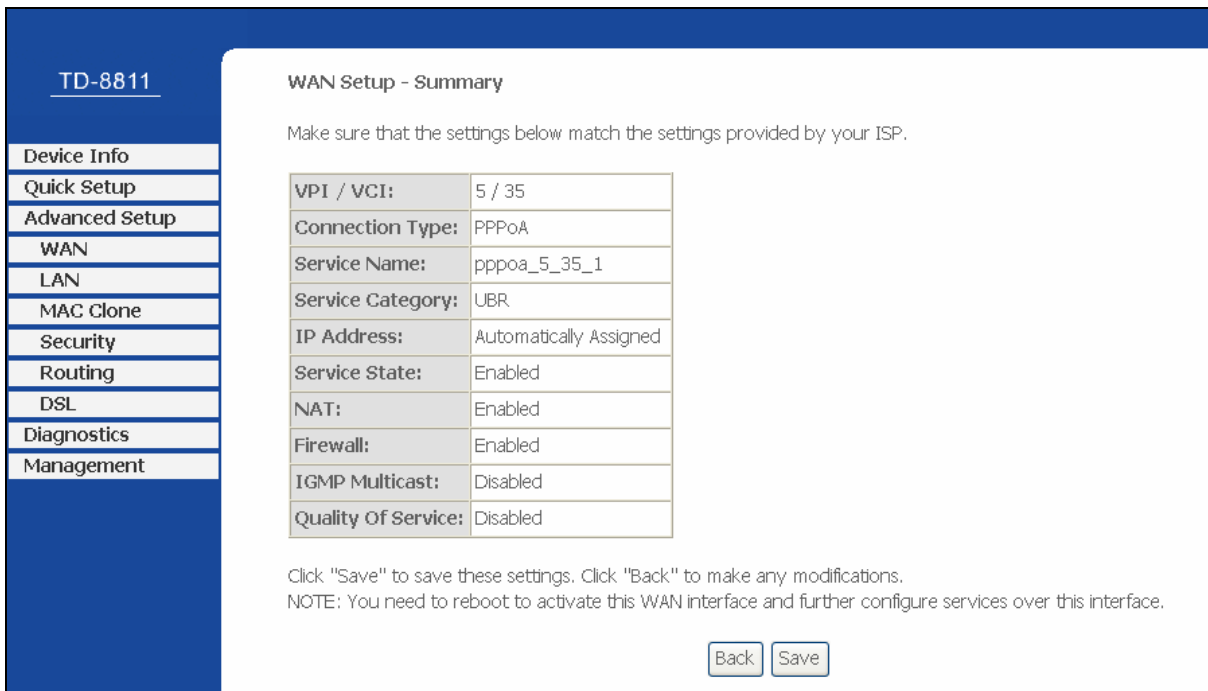 TD-8811
Device Info
Quick Setup
Advanced Setup
WAN
LAN
MAC Clone
Security
Routing
DSL
Diagnostics
Management
WAN Setup - Summary
Make sure that the settings below match the settings provided by your ISP.
VPI / VCI: 5 / 35
Connection Type: PPPoA
Service Name: pppoa_5_35_1
Service Category: UBR
IP Address: Automatically Assigned
Service State: Enabled
NAT: Enabled
Firewall: Enabled
IGMP Multicast: Disabled
Quality Of Service: Disabled
Click "Save" to save these settings. Click "Back" to make any modifications.
NOTE: You need to reboot to activate this WAN interface and further configure services over this interface.
Back Save